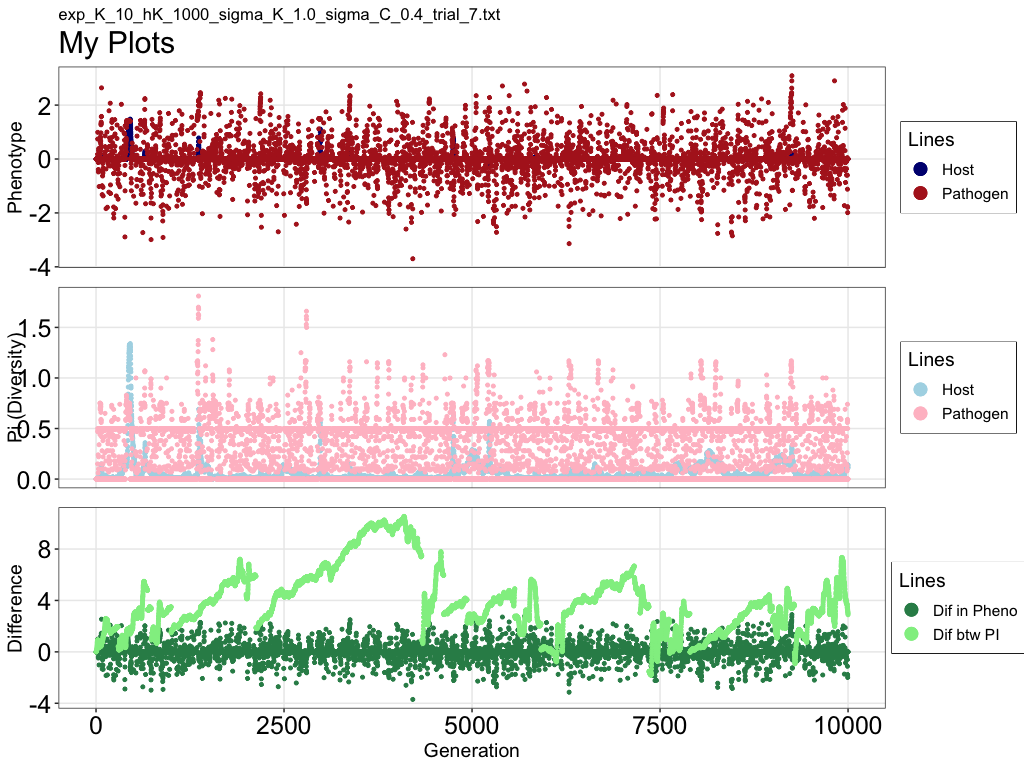 exp_K_10_hK_1000_sigma_K_1.0_sigma_C_0.4_trial_7.txt
My Plots
Phenotype
2
0
-2
-4
Lines
Host
Pathogen
Pi (Diversity)
1.5
1.0
0.5
0.0
Lines
Host
Pathogen
Difference
8
4
0
-4
Lines
Dif in Pheno
Dif btw PI
0 2500 5000 7500 10000
Generation